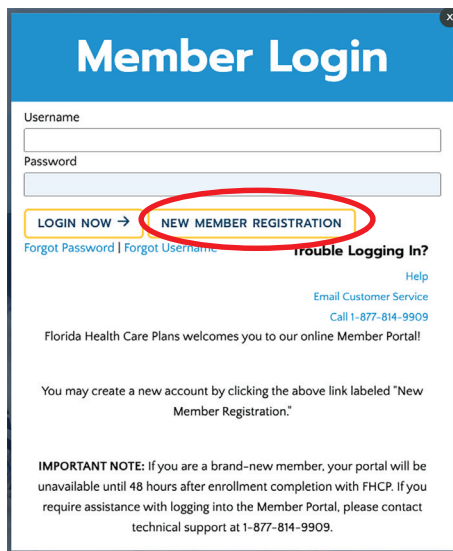 x
Member Login
Username
Password
LOGIN NOW → NEW MEMBER REGISTRATION
Forgot Password | Forgot Username
Trouble Logging In?
Help
Email Customer Service
Call 1-877-814-9909
Florida Health Care Plans welcomes you to our online Member Portal!
You may create a new account by clicking the above link labeled "New
Member Registration."
IMPORTANT NOTE: If you are a brand-new member, your portal will be
unavailable until 48 hours after enrollment completion with FHCP. If you
require assistance with logging into the Member Portal, please contact
technical support at 1-877-814-9909.